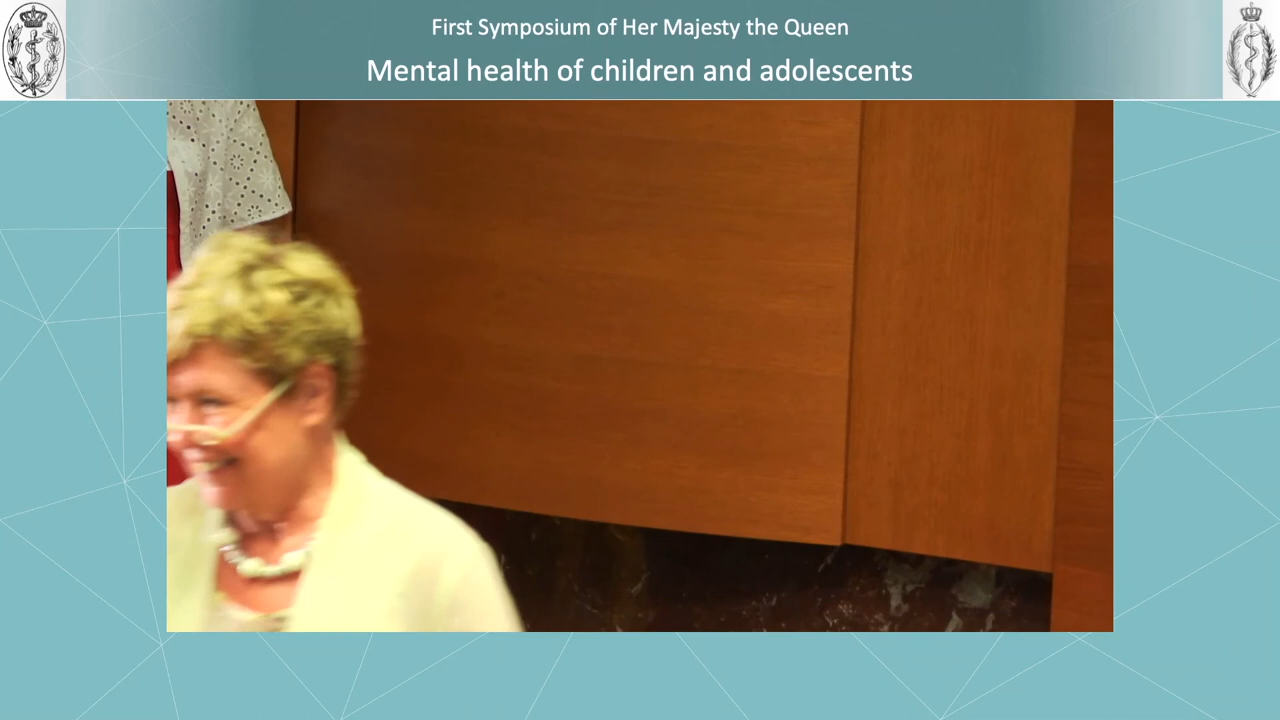 First Symposium of Her Majesty the Queen
Mental health of children and adolescents